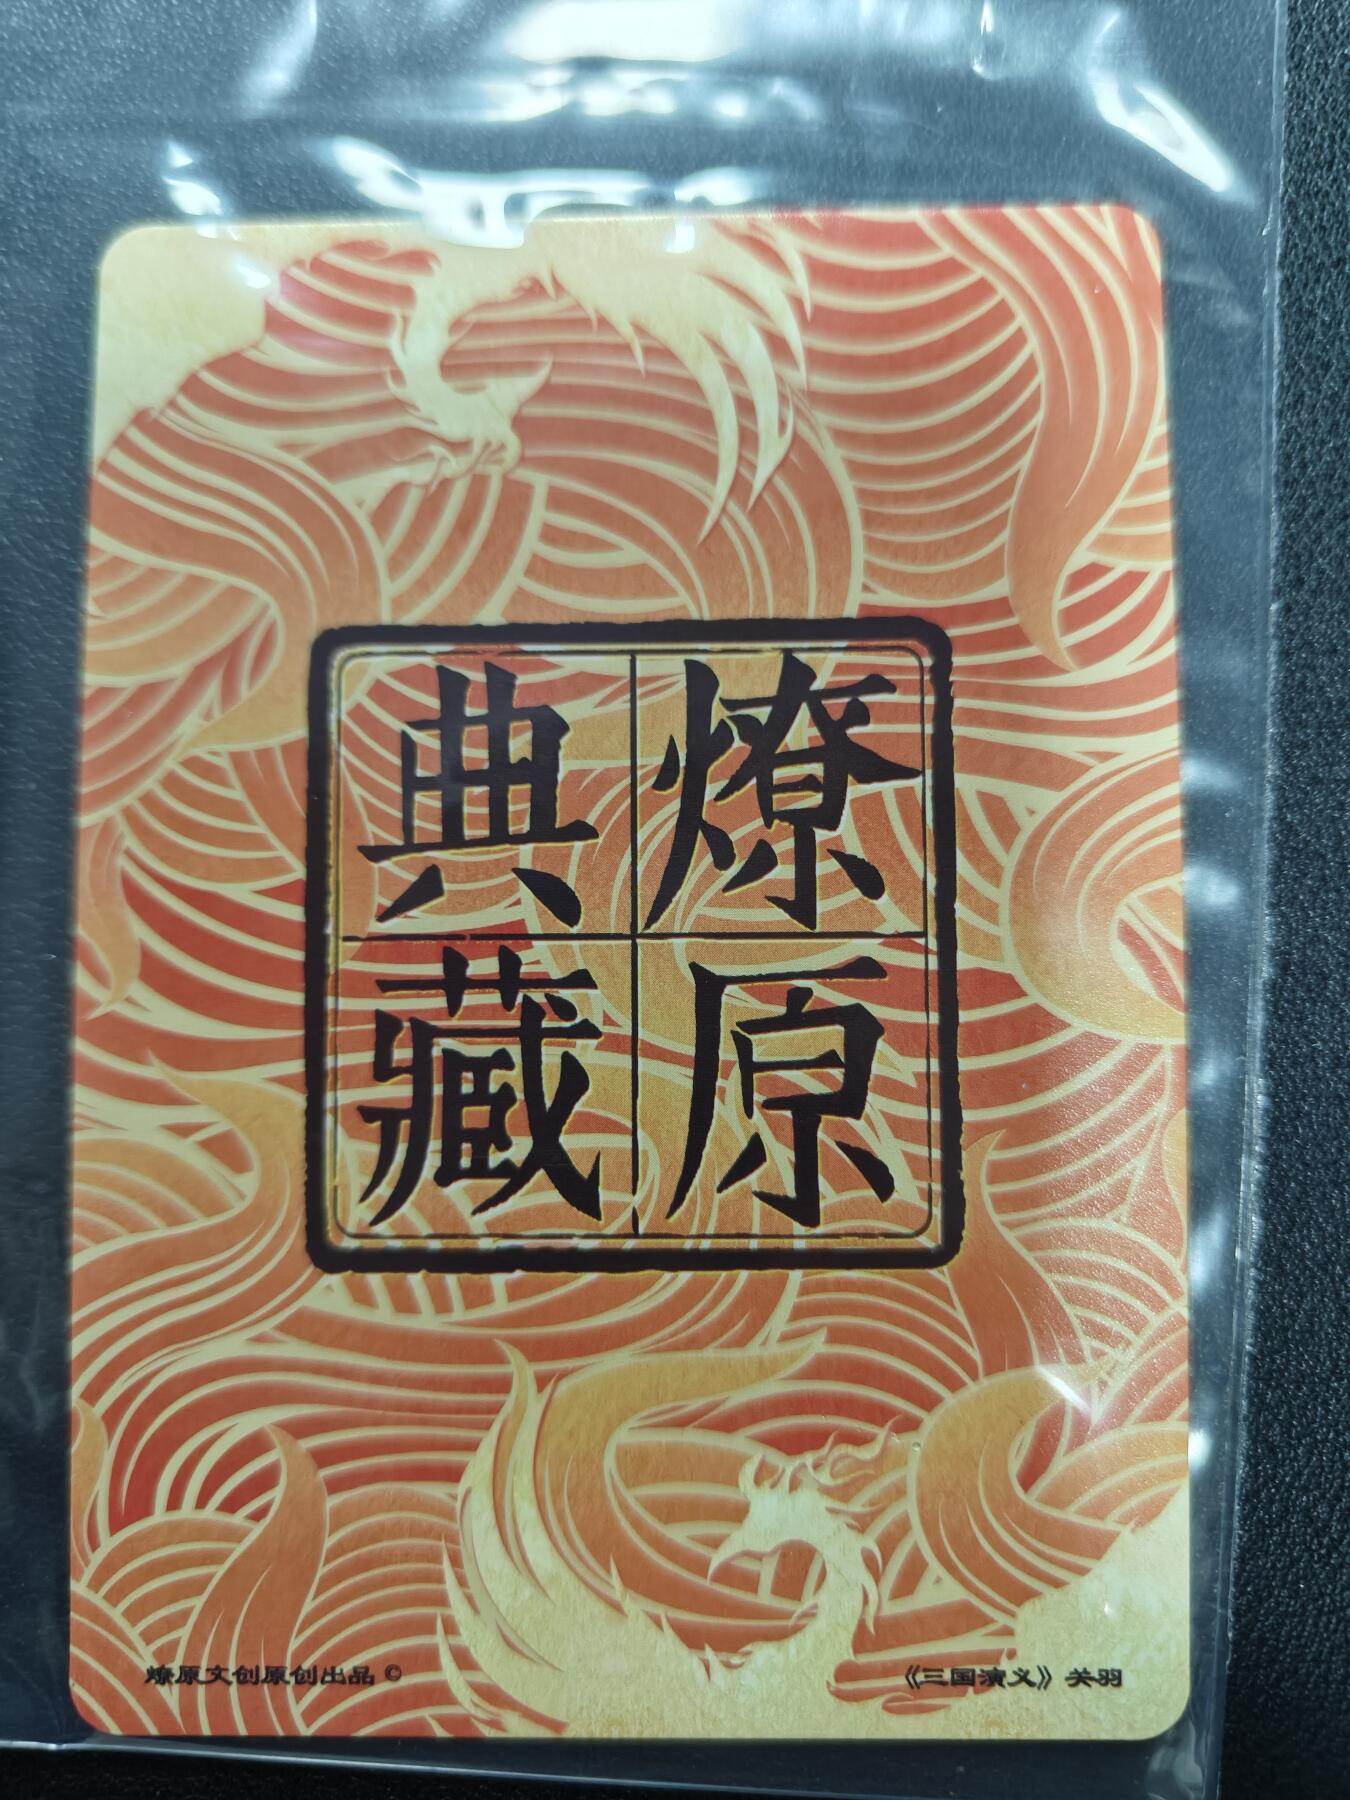 燎原
典藏
燎原文创原创出品 ©
《三国演义》关羽